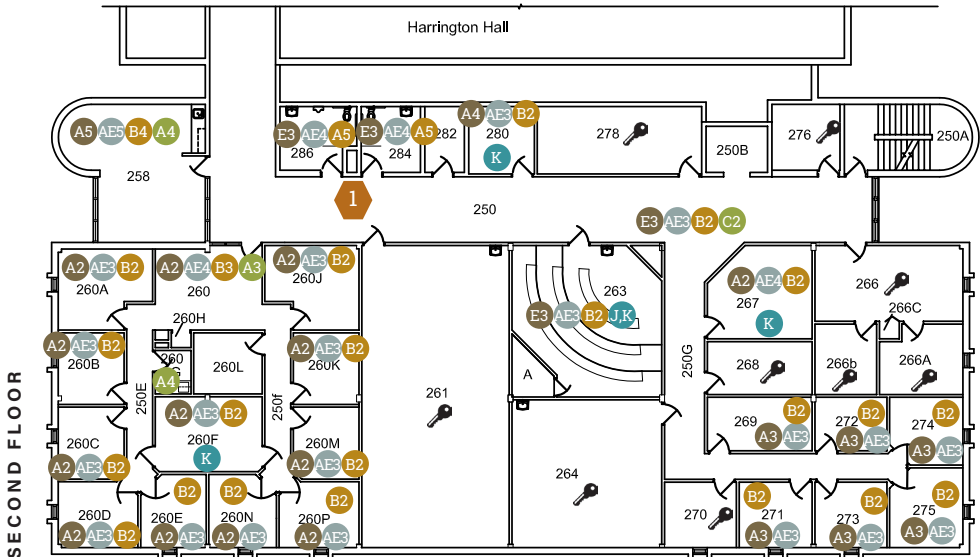 Harrington Hall
A5 AE5 B4 A4
258
E3 AE4 A5
286
E3 AE4 A5
284
282
A4 AE3 B2
280
K
278
250B
276
250A
1
250
E3 AE3 B2 C2
A2 AE3 B2
260A
A2 AE4 B3 A3
260
A2 AE3 B2
260J
260H
A2 AE3 B2
260B
260
A4
260L
A2 AE3 B2
260K
250E
250f
A2 AE3 B2
260F
K
260C
A2 AE3 B2
260M
A2 AE3 B2
260D
A2 AE3 B2
B2
260E
A2 AE3
B2
260N
A2 AE3
B2
260P
A2 AE3
261
263
E3 AE3 B2 J,K
A
264
250G
A2 AE4 B2
267
K
266
266C
268
266b
266A
B2
269
A3 AE3
B2
272
A3 AE3
B2
274
A3 AE3
270
B2
271
A3 AE3
B2
273
A3 AE3
B2
275
A3 AE3
SECOND FLOOR